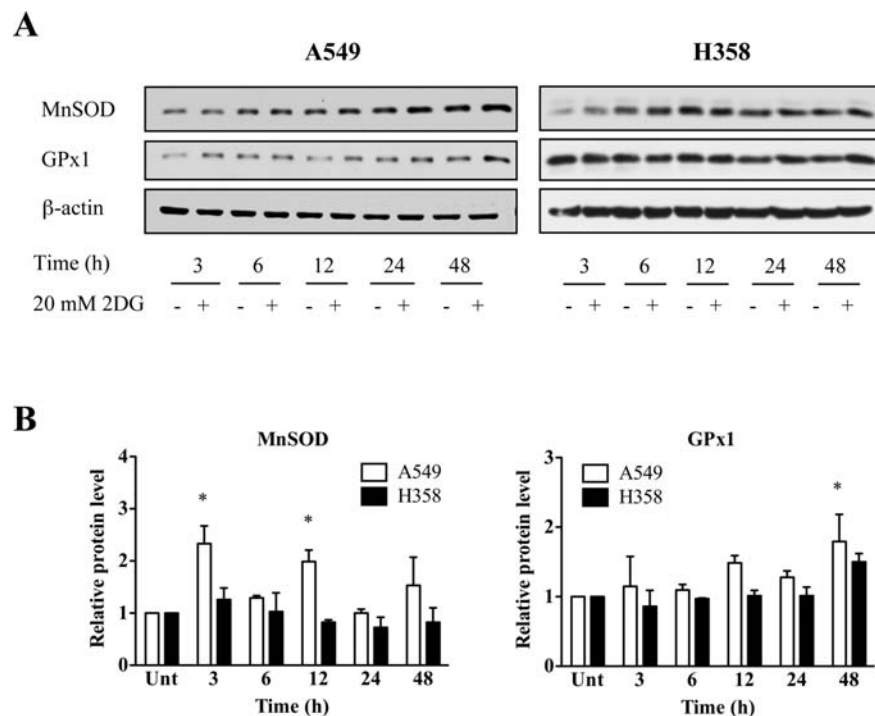 A
A549 H358
MnSOD
GPx1
β-actin
Time (h) 3 6 12 24 48 3 6 12 24 48
20 mM 2DG - + - + - + - + - + - + - + - + - + - +
B
MnSOD
Relative protein level
4
3
2
1
0
* *
A549
H358
Unt 3 6 12 24 48
Time (h)
GPx1
Relative protein level
3
2
1
0
*
A549
H358
Unt 3 6 12 24 48
Time (h)